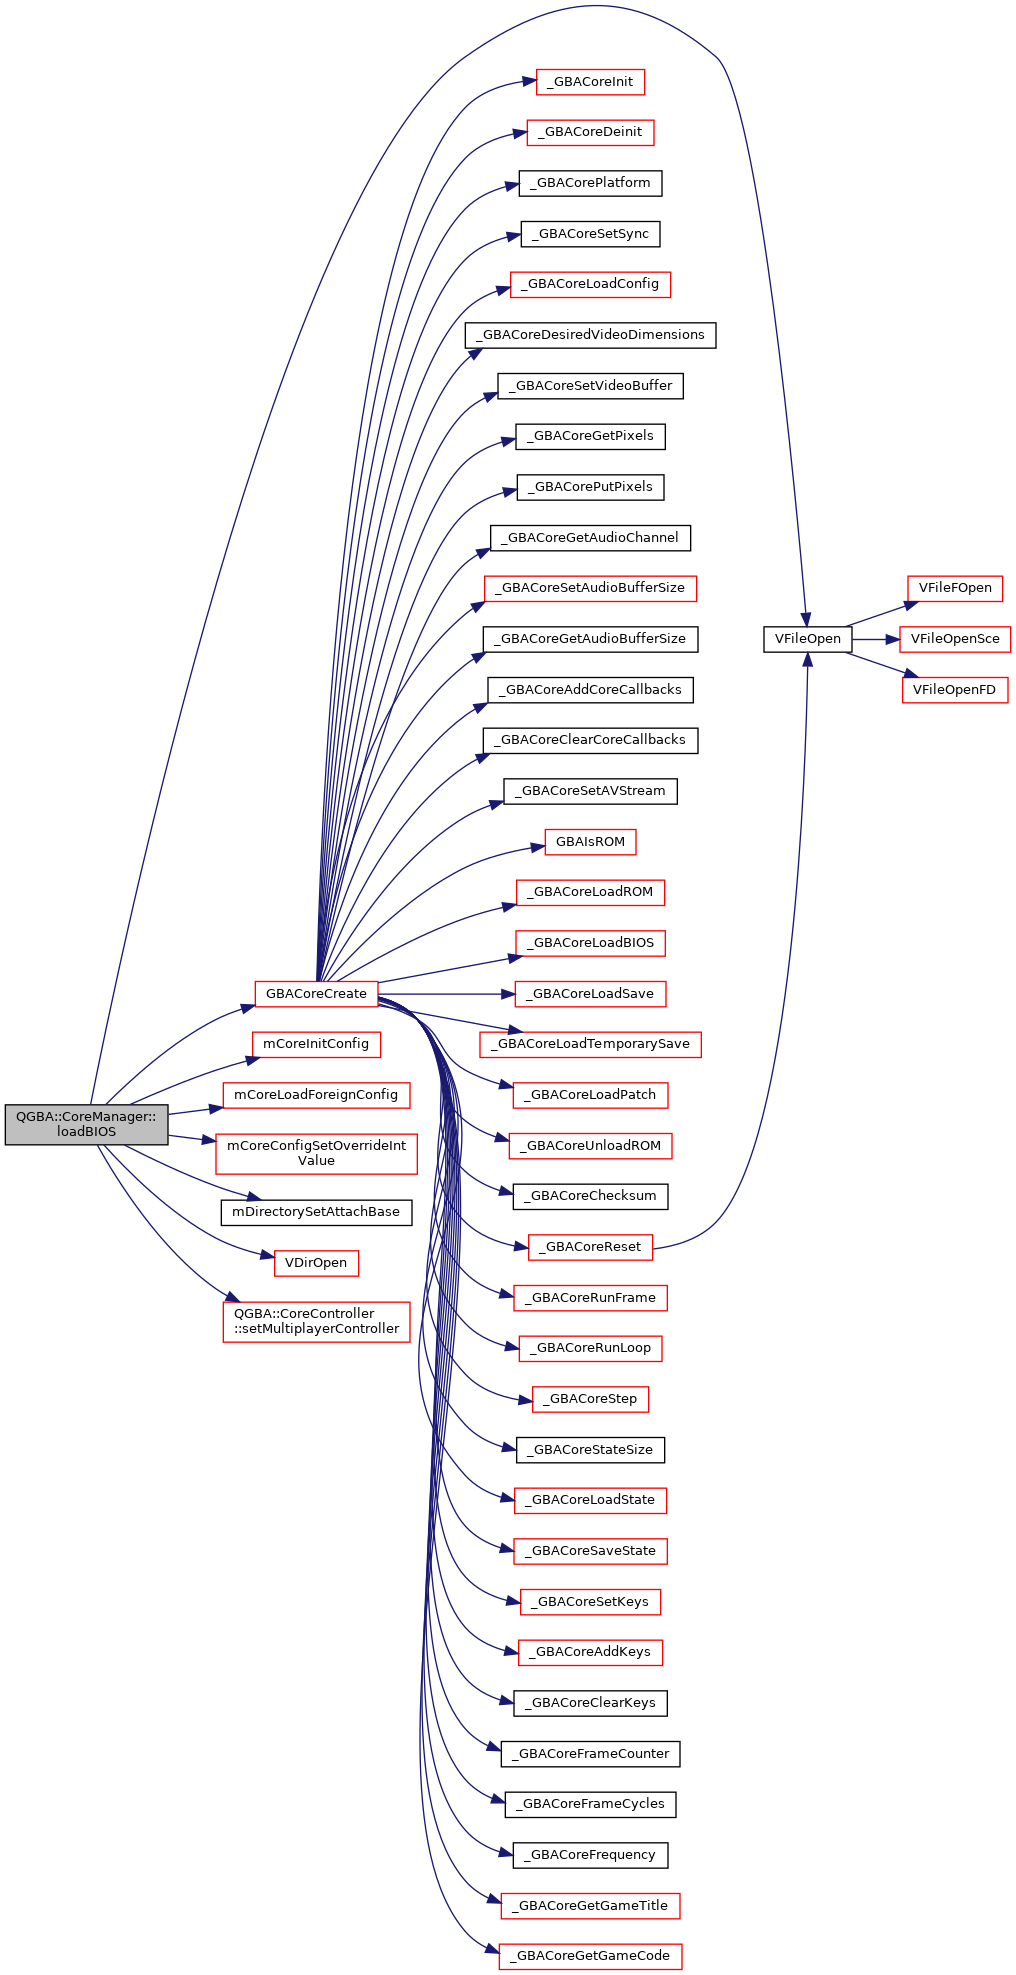 QGBA::CoreManager::
loadBIOS
GBACoreCreate
mCoreInitConfig
mCoreLoadForeignConfig
mCoreConfigSetOverrideInt
Value
mDirectorySetAttachBase
VDirOpen
QGBA::CoreController
::setMultiplayerController
_GBACoreInit
_GBACoreDeinit
_GBACorePlatform
_GBACoreSetSync
_GBACoreLoadConfig
_GBACoreDesiredVideoDimensions
_GBACoreSetVideoBuffer
_GBACoreGetPixels
_GBACorePutPixels
_GBACoreGetAudioChannel
_GBACoreSetAudioBufferSize
_GBACoreGetAudioBufferSize
_GBACoreAddCoreCallbacks
_GBACoreClearCoreCallbacks
_GBACoreSetAVStream
GBAIsROM
_GBACoreLoadROM
_GBACoreLoadBIOS
_GBACoreLoadSave
_GBACoreLoadTemporarySave
_GBACoreLoadPatch
_GBACoreUnloadROM
_GBACoreChecksum
_GBACoreReset
_GBACoreRunFrame
_GBACoreRunLoop
_GBACoreStep
_GBACoreStateSize
_GBACoreLoadState
_GBACoreSaveState
_GBACoreSetKeys
_GBACoreAddKeys
_GBACoreClearKeys
_GBACoreFrameCounter
_GBACoreFrameCycles
_GBACoreFrequency
_GBACoreGetGameTitle
_GBACoreGetGameCode
VFileOpen
VFileFOpen
VFileOpenSce
VFileOpenFD